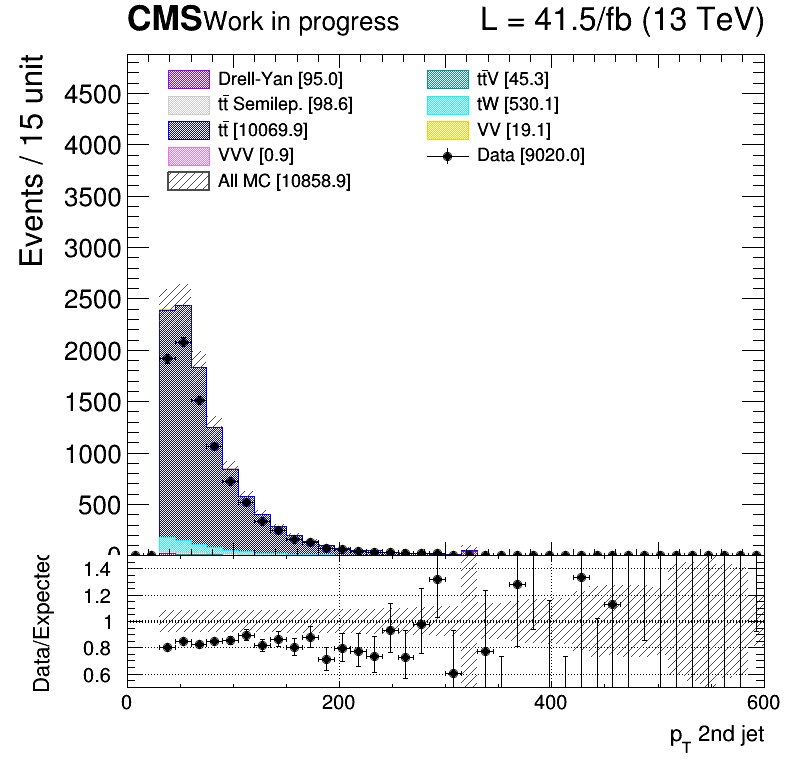 CMS Work in progress L = 41.5/fb (13 TeV)
Events / 15 unit
4500
4000
3500
3000
2500
2000
1500
1000
500
0
Drell-Yan [95.0]
tt̄ Semilep. [98.6]
tt̄ [10069.9]
VVV [0.9]
All MC [10858.9]
tt̄V [45.3]
tW [530.1]
VV [19.1]
Data [9020.0]
Data/Expected
1.4
1.2
1
0.8
0.6
0 200 400 600
p_T 2nd jet